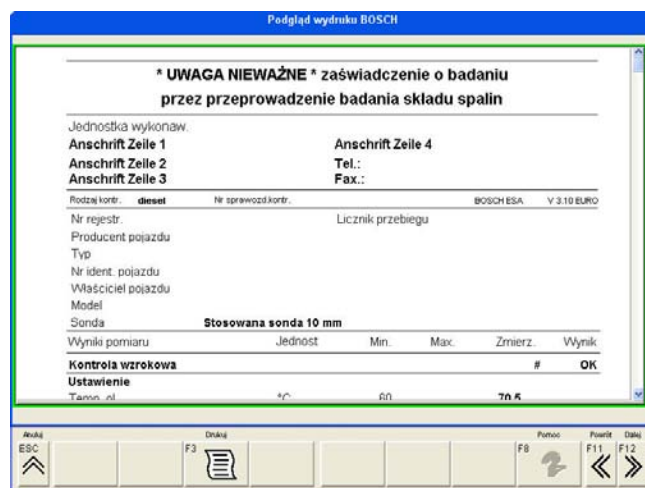 Podgląd wydruku BOSCH
* UWAGA NIEWAŻNE * zaświadczenie o badaniu
przez przeprowadzenie badania składu spalin
Jednostka wykonaw.
Anschrift Zeile 1 Anschrift Zeile 4
Anschrift Zeile 2 Tel.:
Anschrift Zeile 3 Fax.:
Rodzaj kontr. diesel Nr sprawozd.kontr. BOSCH ESA V 3.10 EURO
Nr rejestr. Licznik przebiegu
Producent pojazdu
Typ
Nr ident. pojazdu
Właściciel pojazdu
Model
Sonda Stosowana sonda 10 mm
Wyniki pomiaru Jednost Min. Max. Zmierz. Wynik
Kontrola wzrokowa # OK
Ustawienie
Temp. ol. °C 60 70.5
Anuluj Drukuj Pomoc Powrót Dalej
ESC F3 F8 F11 F12